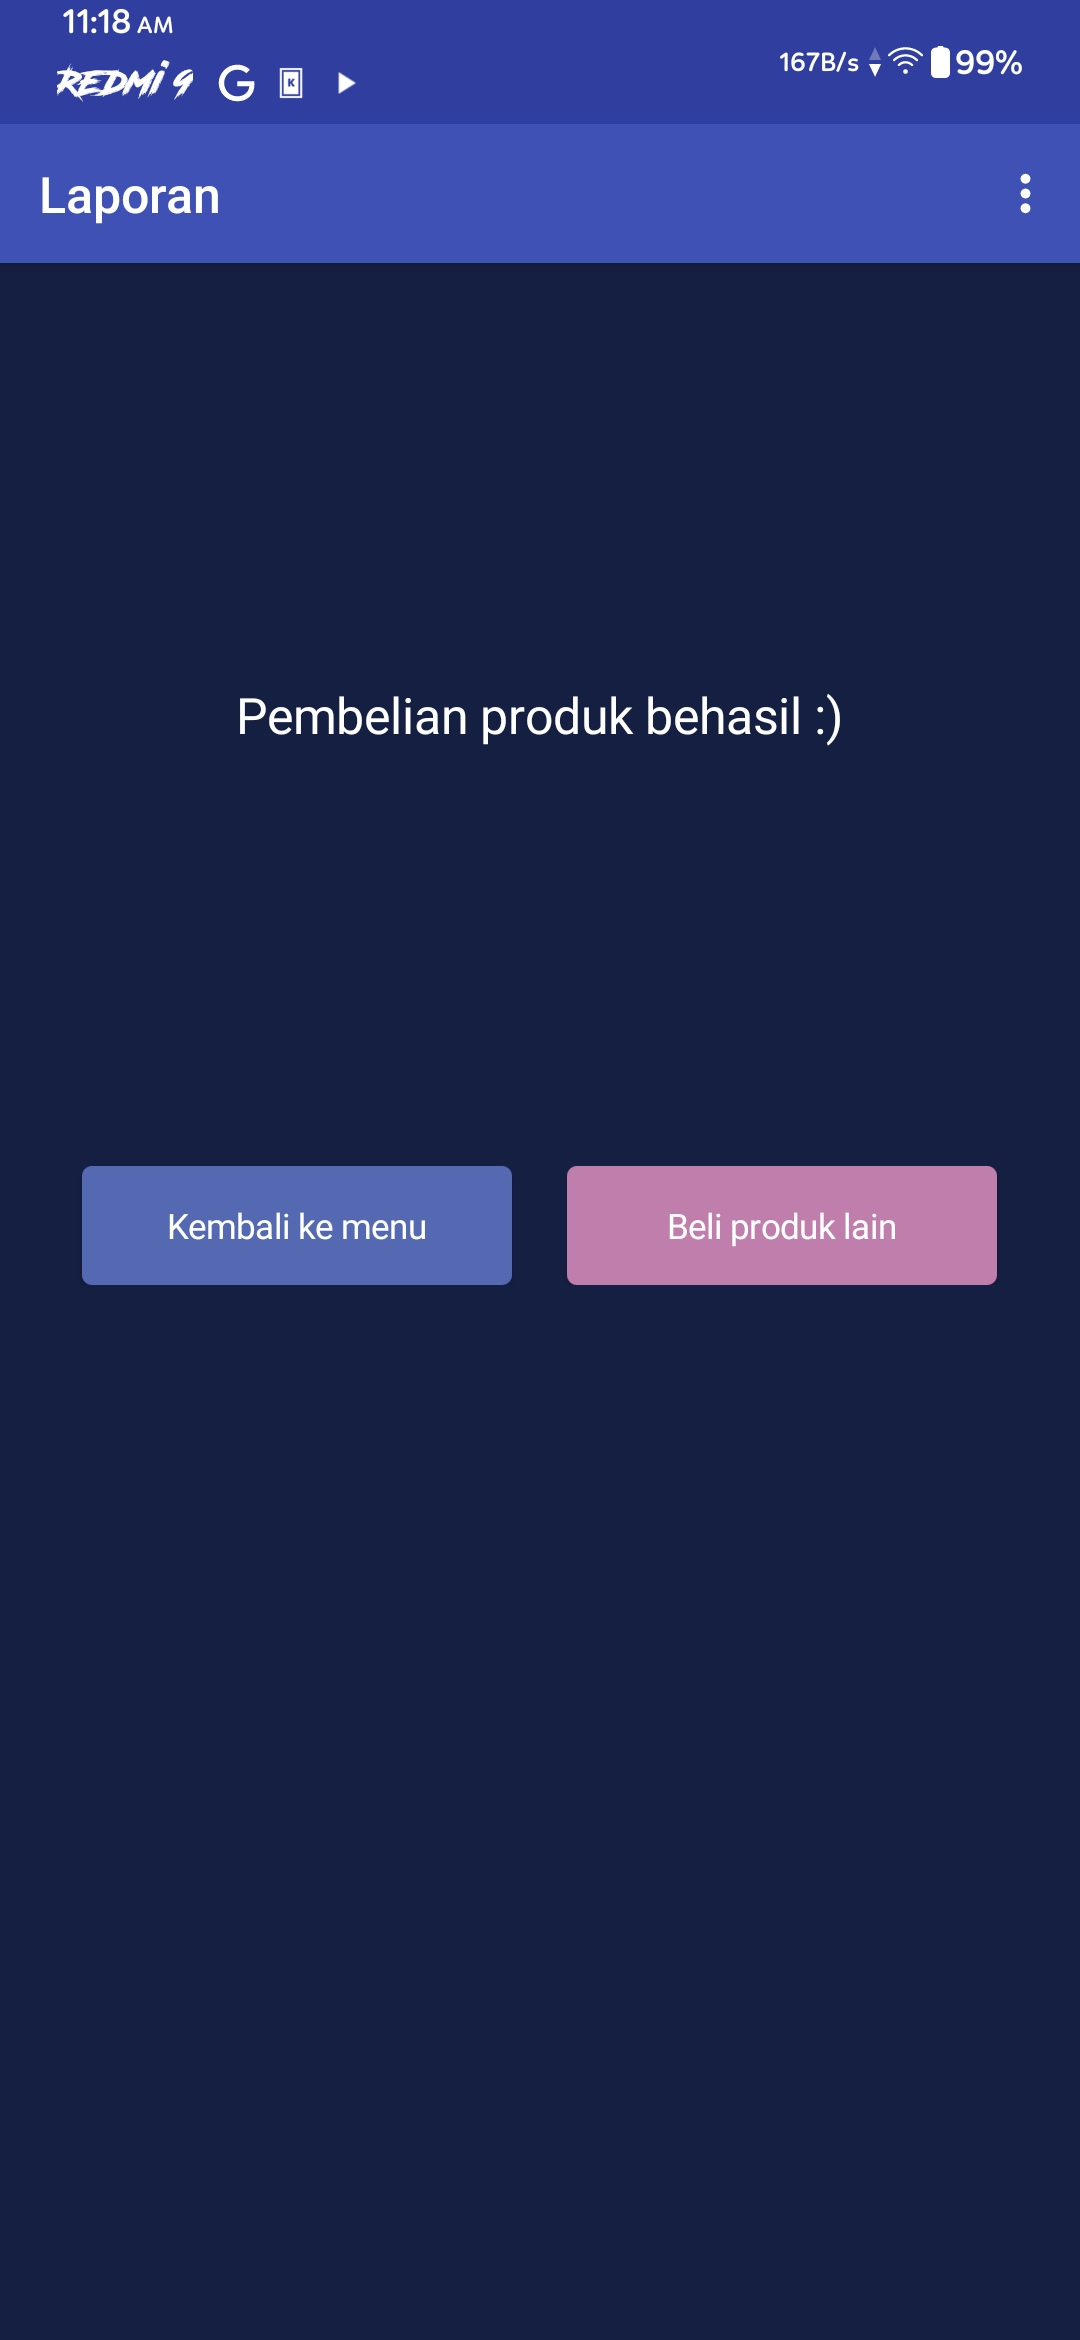 11:18 AM
REDMi 9
G
K
167B/s
99%
Laporan
Pembelian produk behasil :)
Kembali ke menu
Beli produk lain